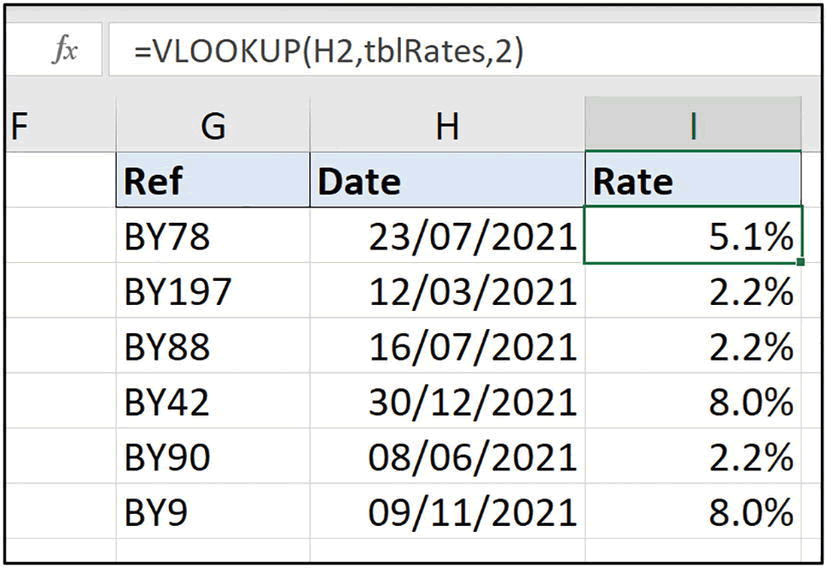 fx =VLOOKUP(H2,tblRates,2)
F G H I
Ref Date Rate
BY78 23/07/2021 5.1%
BY197 12/03/2021 2.2%
BY88 16/07/2021 2.2%
BY42 30/12/2021 8.0%
BY90 08/06/2021 2.2%
BY9 09/11/2021 8.0%